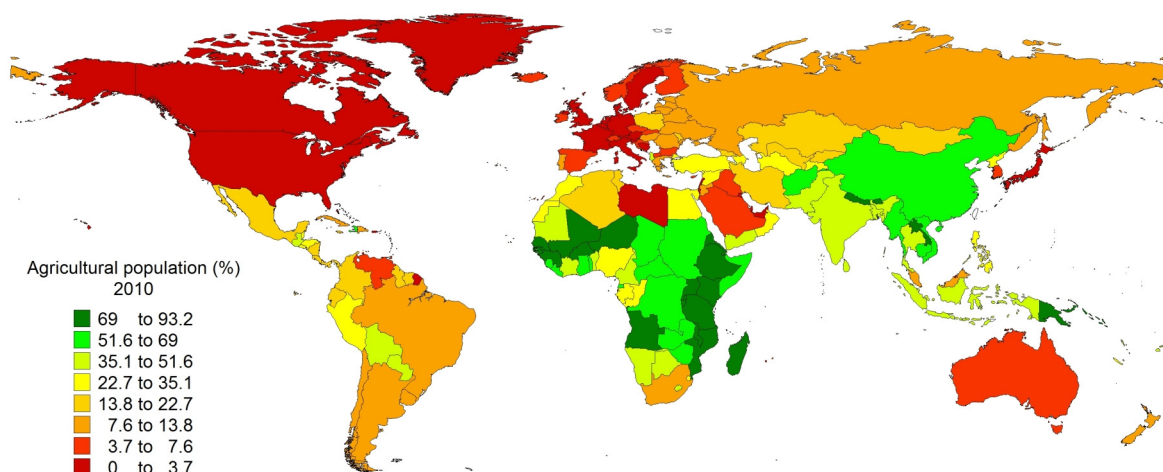 Agricultural population (%)
2010
69 to 93.2
51.6 to 69
35.1 to 51.6
22.7 to 35.1
13.8 to 22.7
7.6 to 13.8
3.7 to 7.6
0 to 3.7